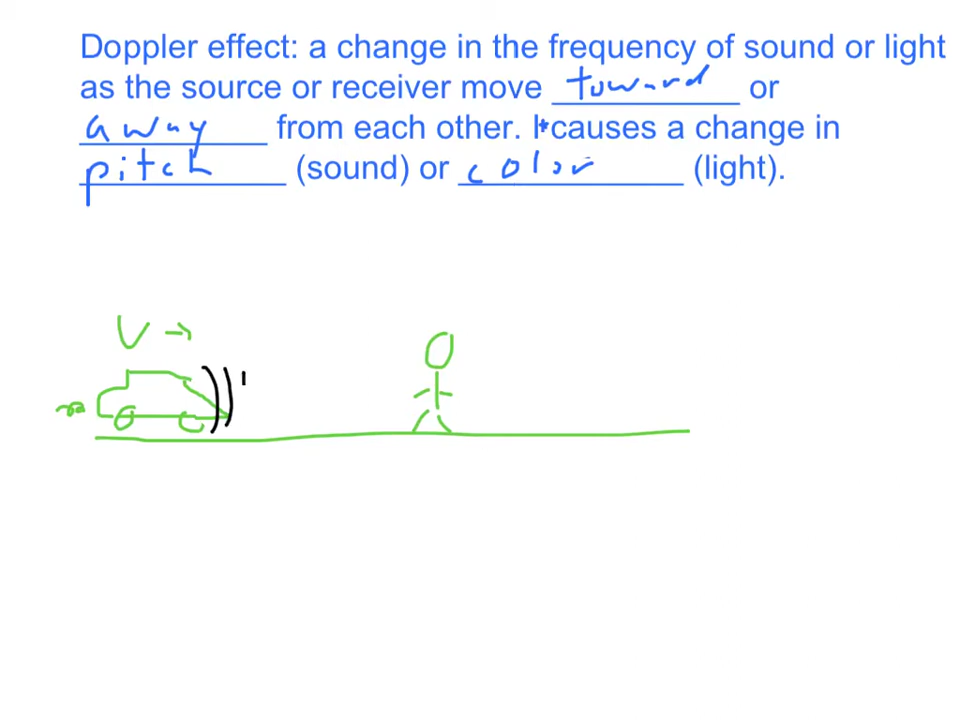 Doppler effect: a change in the frequency of sound or light
as the source or receiver move toward or
away from each other. It causes a change in
pitch (sound) or color (light).
V →